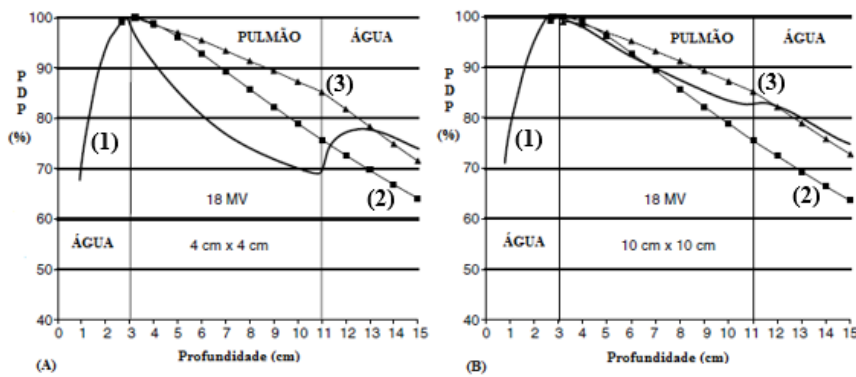 100
90
80
70
60
50
40
P
D
P
(%)
PULMÃO
ÁGUA
(1)
(3)
(2)
18 MV
ÁGUA
4 cm x 4 cm
0 1 2 3 4 5 6 7 8 9 10 11 12 13 14 15
(A)
Profundidade (cm)
100
90
80
70
60
50
40
P
D
P
(%)
PULMÃO
ÁGUA
(1)
(3)
(2)
18 MV
ÁGUA
10 cm x 10 cm
0 1 2 3 4 5 6 7 8 9 10 11 12 13 14 15
(B)
Profundidade (cm)